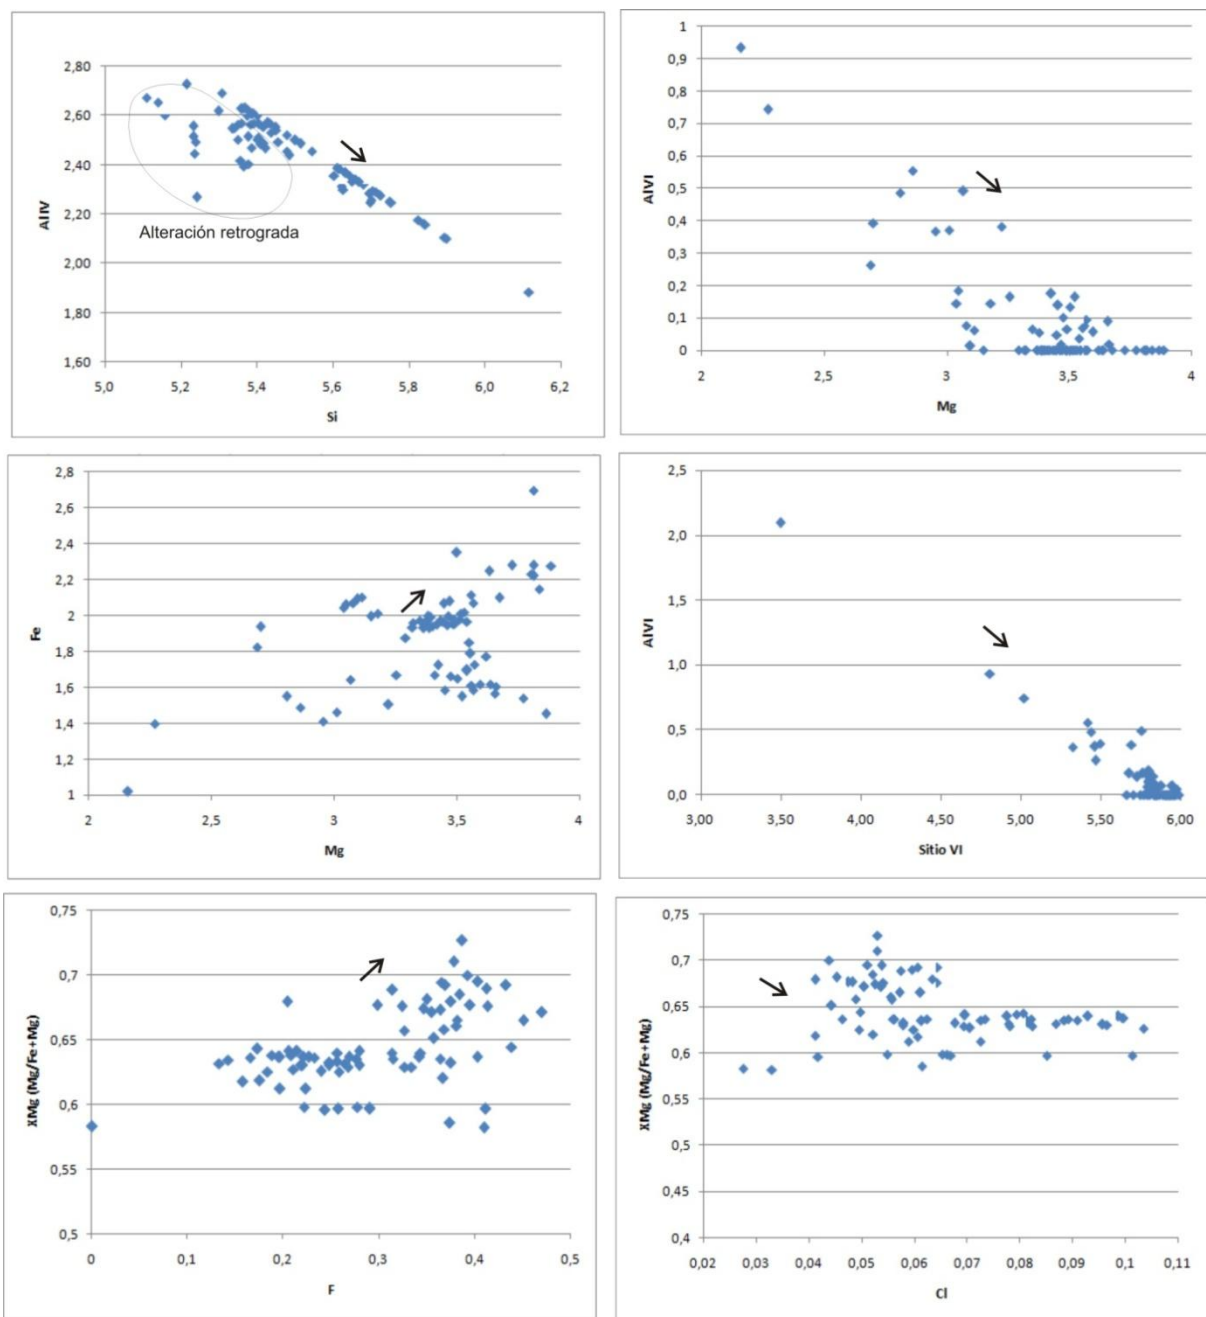 2,80
2,60
2,40
2,20
2,00
1,80
1,60
AlIV
Alteración retrograda
5,0 5,2 5,4 5,6 5,8 6,0 6,2
Si
1
0,9
0,8
0,7
0,6
0,5
0,4
0,3
0,2
0,1
0
AlVI
2 2,5 3 3,5 4
Mg
2,8
2,6
2,4
2,2
2
1,8
1,6
1,4
1,2
1
Fe
2 2,5 3 3,5 4
Mg
2,5
2,0
1,5
1,0
0,5
0,0
AlVI
3,00 3,50 4,00 4,50 5,00 5,50 6,00
Sitio VI
0,75
0,7
0,65
0,6
0,55
0,5
XMg (Mg/Fe+Mg)
0 0,1 0,2 0,3 0,4 0,5
F
0,75
0,7
0,65
0,6
0,55
0,5
0,45
0,4
XMg (Mg/Fe+Mg)
0,02 0,03 0,04 0,05 0,06 0,07 0,08 0,09 0,1 0,11
Cl